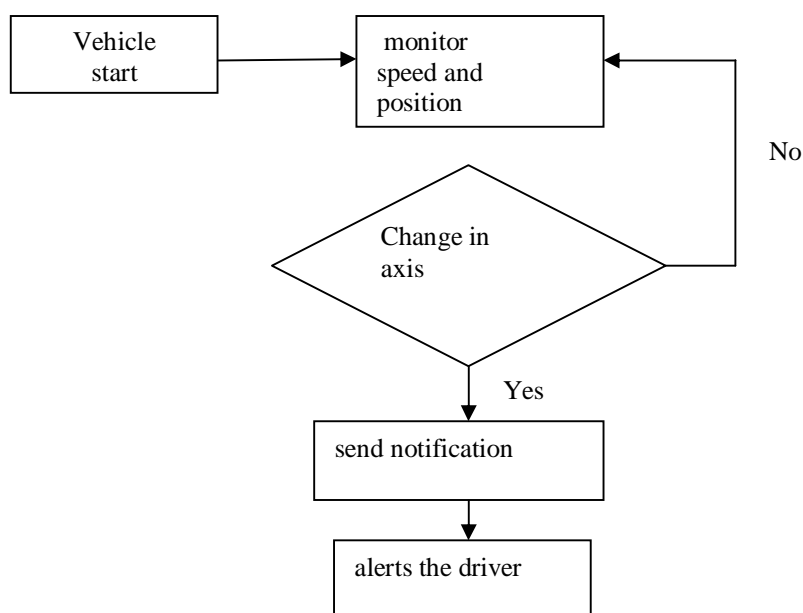 Vehicle
start
monitor
speed and
position
No
Change in
axis
Yes
send notification
alerts the driver